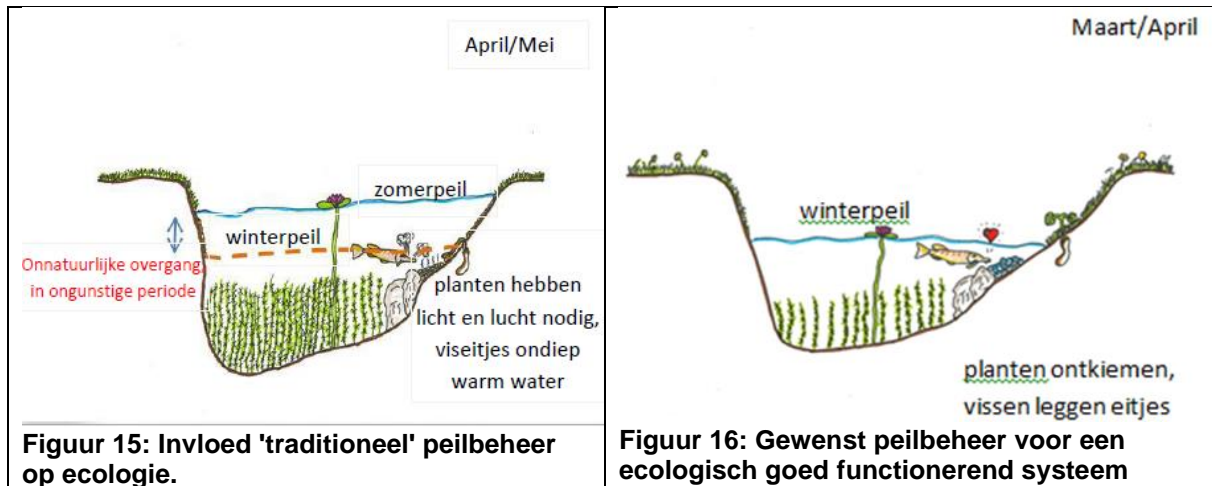 April/Mei
zomerpeil
winterpeil
Onnatuurlijke overgang,
in ongunstige periode
planten hebben
licht en lucht nodig,
viseitjes ondiep
warm water
Figuur 15: Invloed 'traditioneel' peilbeheer
op ecologie.
Maart/April
winterpeil
planten ontkiemen,
vissen leggen eitjes
Figuur 16: Gewenst peilbeheer voor een
ecologisch goed functionerend systeem